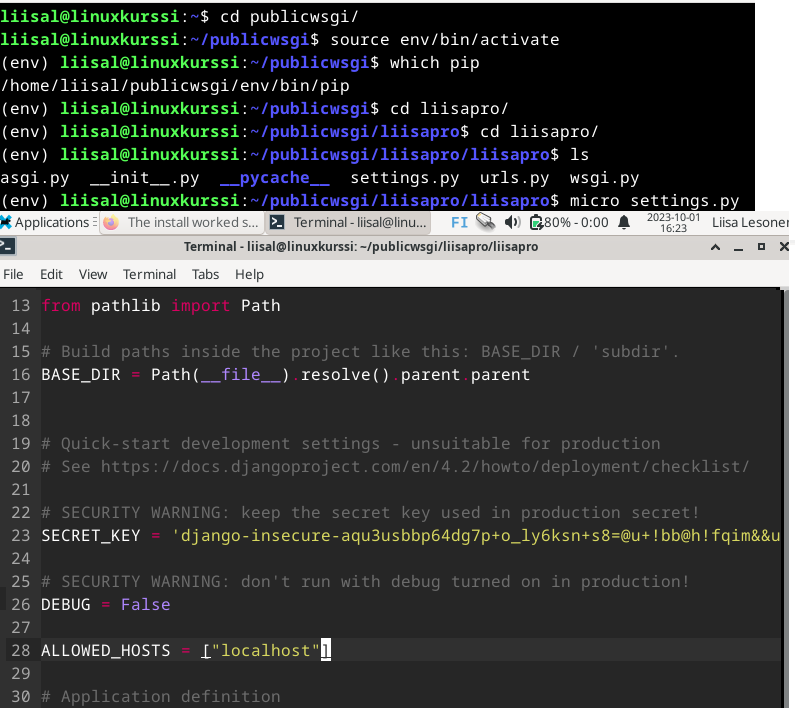 liisal@linuxkurssi:~$ cd publicwsgi/
liisal@linuxkurssi:~/publicwsgi$ source env/bin/activate
(env) liisal@linuxkurssi:~/publicwsgi$ which pip
/home/liisal/publicwsgi/env/bin/pip
(env) liisal@linuxkurssi:~/publicwsgi$ cd liisapro/
(env) liisal@linuxkurssi:~/publicwsgi/liisapro$ cd liisapro/
(env) liisal@linuxkurssi:~/publicwsgi/liisapro/liisapro$ ls
asgi.py  __init__.py  __pycache__  settings.py  urls.py  wsgi.py
(env) liisal@linuxkurssi:~/publicwsgi/liisapro/liisapro$ micro settings.py
Applications The install worked s... Terminal - liisal@linu... FI 80% - 0:00 2023-10-01 Liisa Lesoner
16:23
Terminal - liisal@linuxkurssi: ~/publicwsgi/liisapro/liisapro
File Edit View Terminal Tabs Help
13 from pathlib import Path
14
15 # Build paths inside the project like this: BASE_DIR / 'subdir'.
16 BASE_DIR = Path(__file__).resolve().parent.parent
17
18
19 # Quick-start development settings - unsuitable for production
20 # See https://docs.djangoproject.com/en/4.2/howto/deployment/checklist/
21
22 # SECURITY WARNING: keep the secret key used in production secret!
23 SECRET_KEY = 'django-insecure-aqu3usbbp64dg7p+o_ly6ksn+s8=@u+!bb@h!fqim&&u
24
25 # SECURITY WARNING: don't run with debug turned on in production!
26 DEBUG = False
27
28 ALLOWED_HOSTS = ["localhost"]
29
30 # Application definition